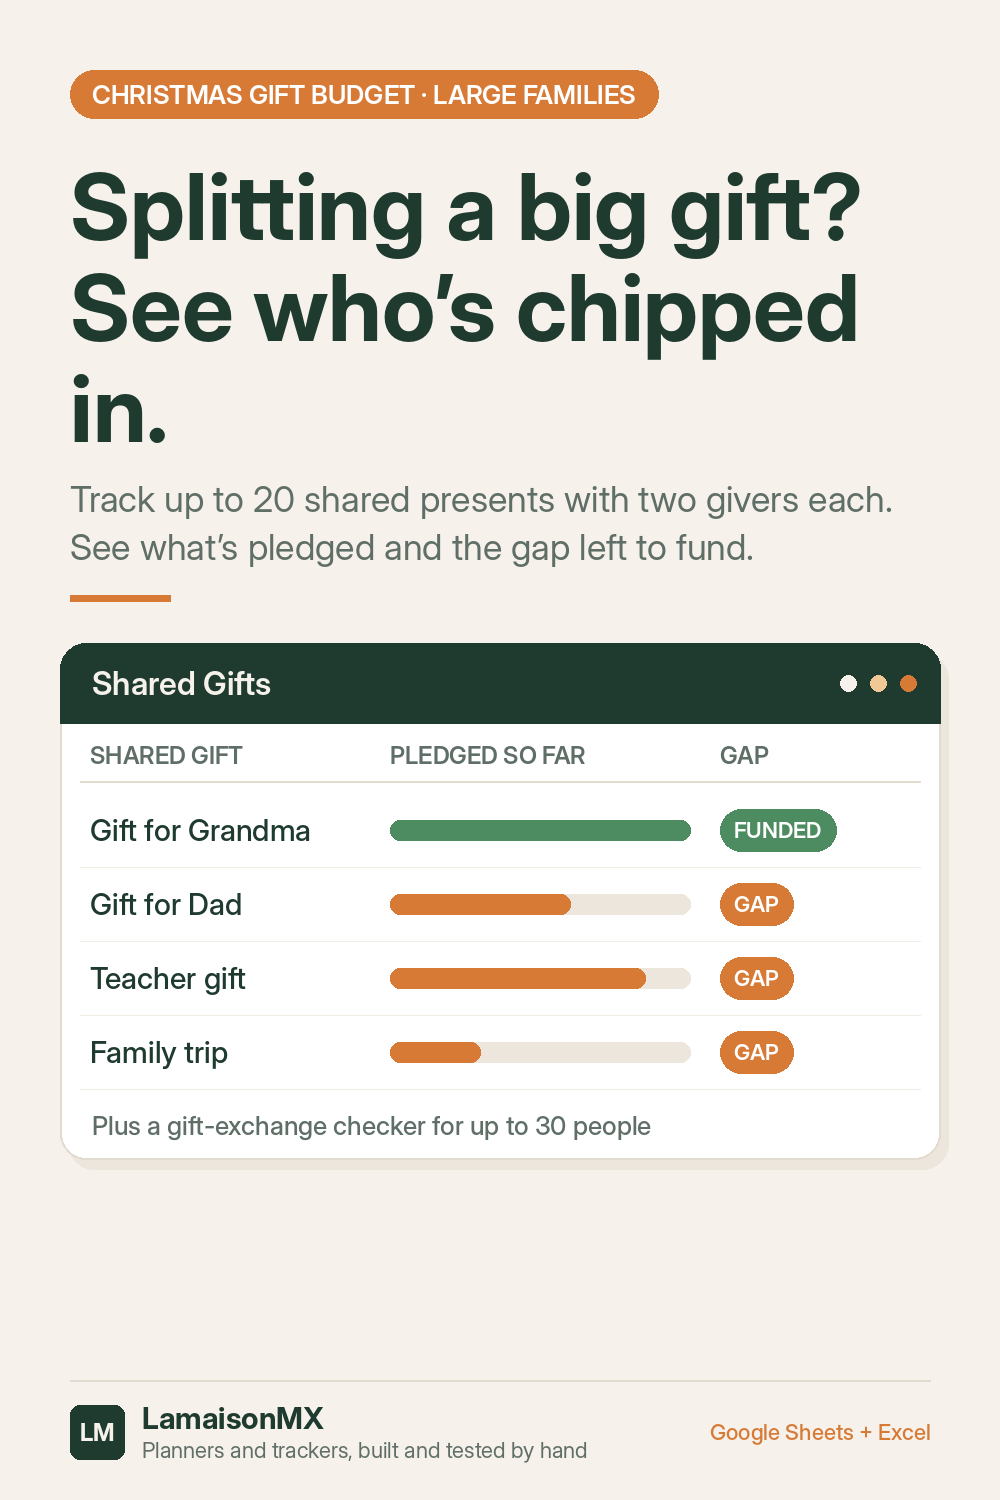 CHRISTMAS GIFT BUDGET · LARGE FAMILIES
Splitting a big gift?
See who’s chipped
in.
Track up to 20 shared presents with two givers each.
See what’s pledged and the gap left to fund.
Shared Gifts
SHARED GIFT PLEDGED SO FAR GAP
Gift for Grandma FUNDED
Gift for Dad GAP
Teacher gift GAP
Family trip GAP
Plus a gift-exchange checker for up to 30 people
LM LamaisonMX
Planners and trackers, built and tested by hand
Google Sheets + Excel